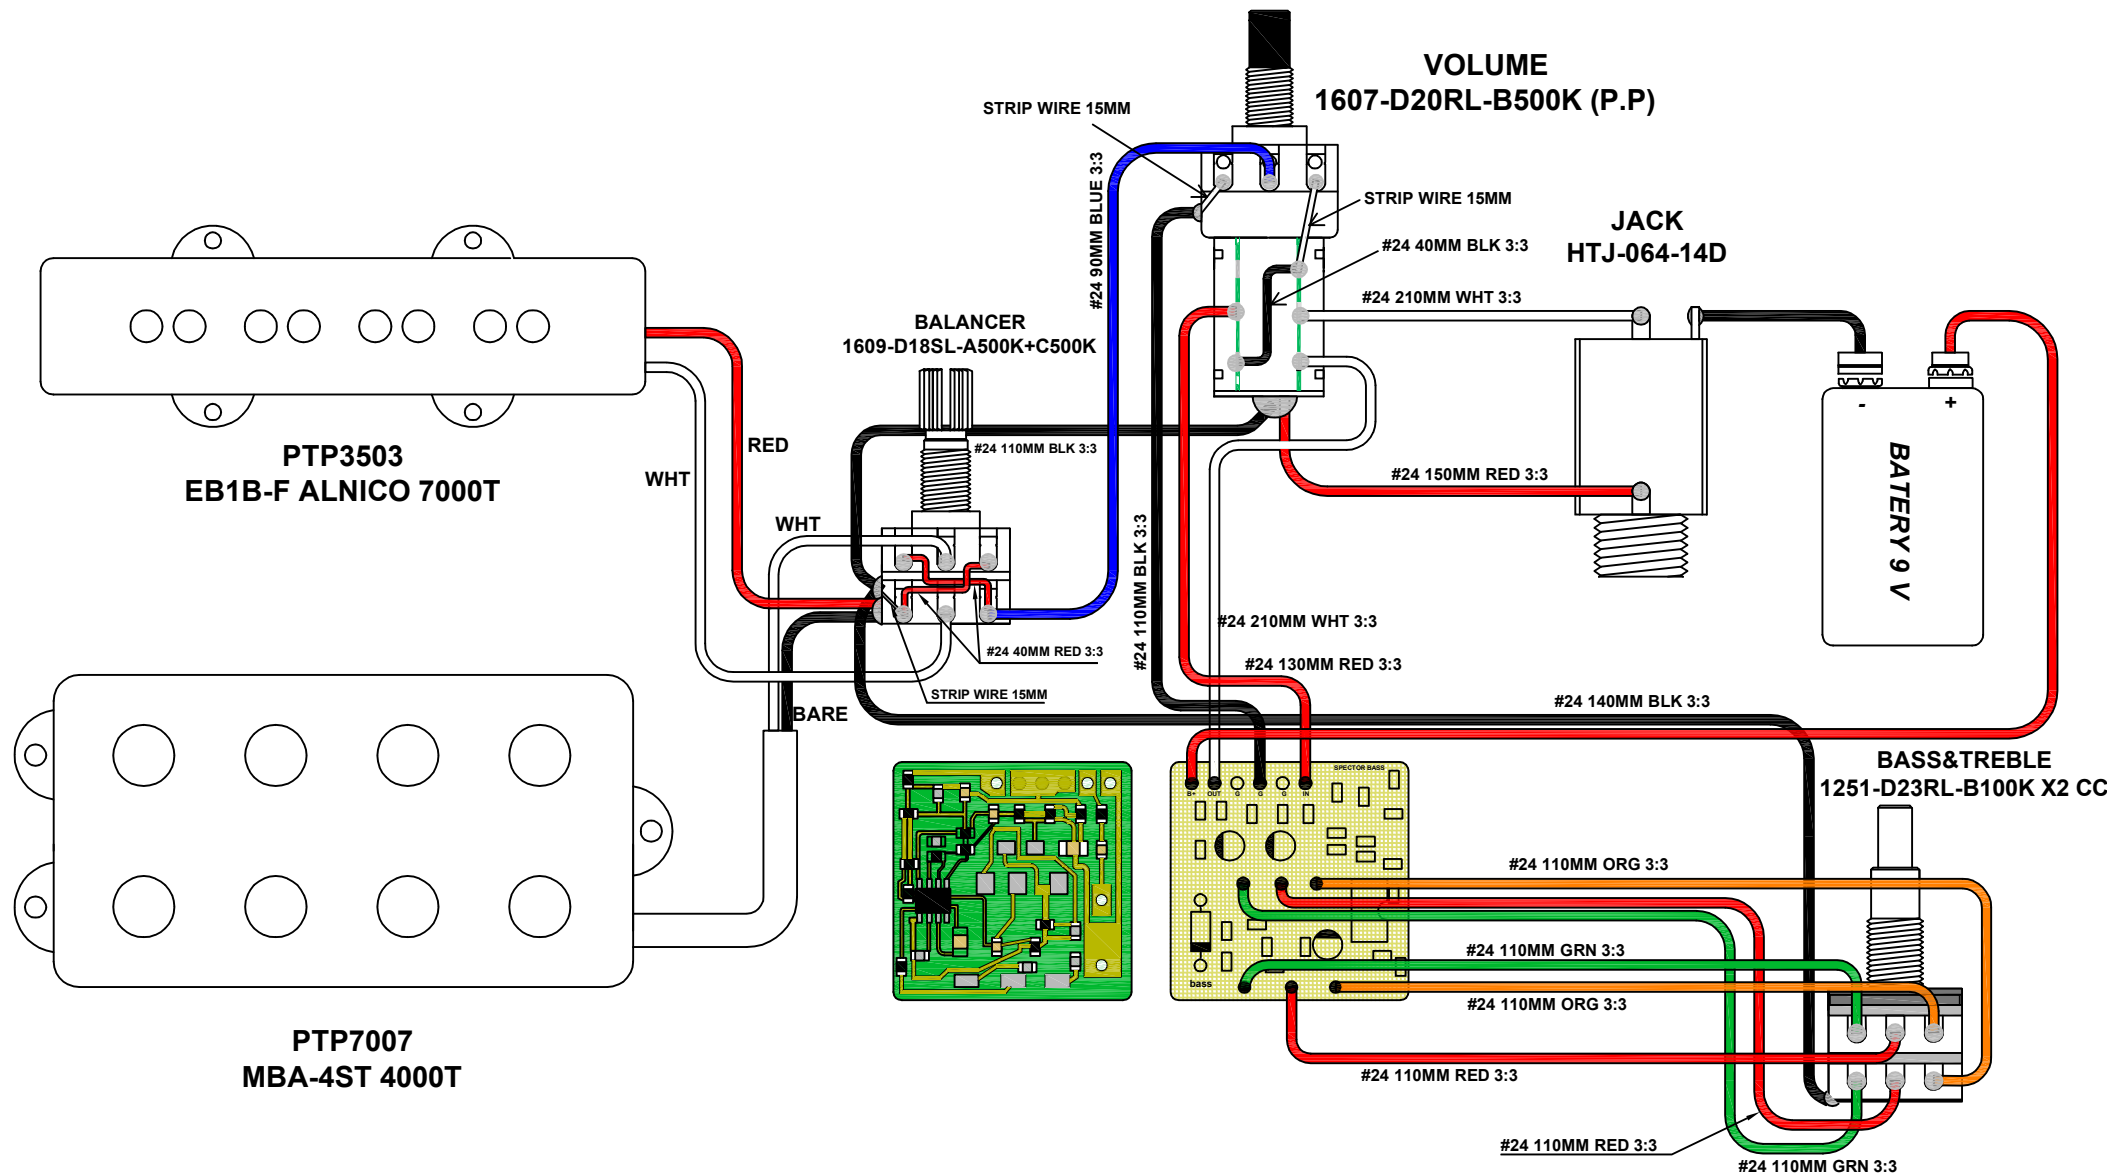 VOLUME
1607-D20RL-B500K (P.P)
STRIP WIRE 15MM
#24 90MM BLUE 3:3
STRIP WIRE 15MM
#24 40MM BLK 3:3
JACK
HTJ-064-14D
#24 210MM WHT 3:3
BALANCER
1609-D18SL-A500K+C500K
-
+
BATERY 9 V
PTP3503
EB1B-F ALNICO 7000T
RED
WHT
#24 110MM BLK 3:3
#24 150MM RED 3:3
WHT
#24 110MM BLK 3:3
#24 210MM WHT 3:3
#24 40MM RED 3:3
#24 130MM RED 3:3
STRIP WIRE 15MM
BARE
#24 140MM BLK 3:3
BASS&TREBLE
1251-D23RL-B100K X2 CC
SPECTOR BASS
B+ OUT G G G IN
#24 110MM ORG 3:3
#24 110MM GRN 3:3
bass
#24 110MM ORG 3:3
PTP7007
MBA-4ST 4000T
#24 110MM RED 3:3
#24 110MM RED 3:3
#24 110MM GRN 3:3